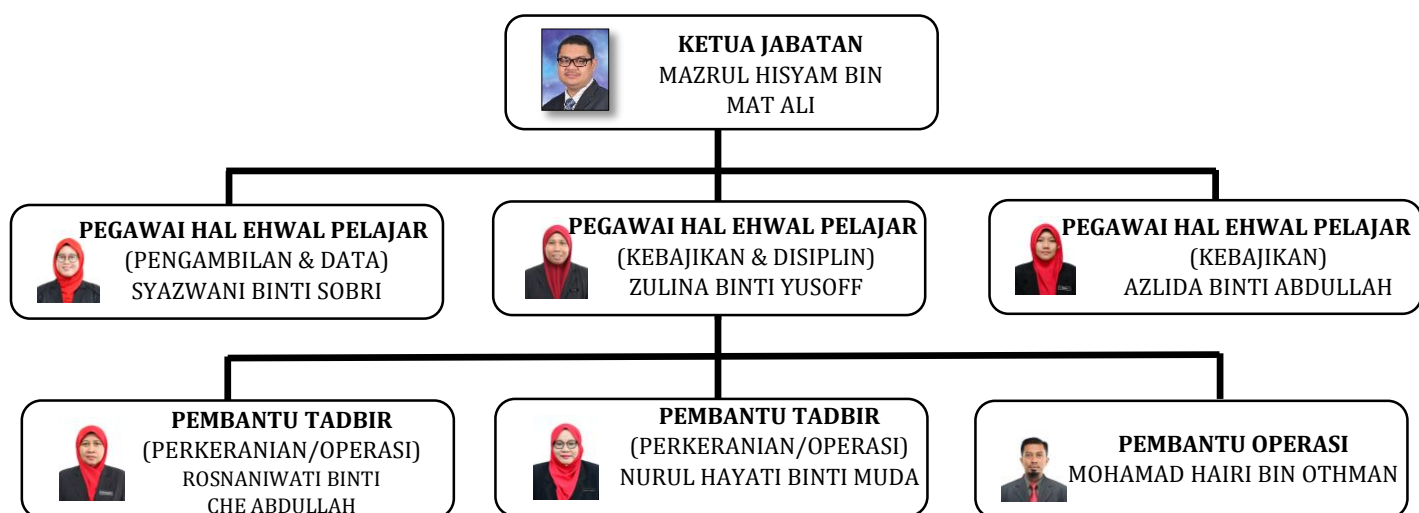 KETUA JABATAN
MAZRUL HISYAM BIN
MAT ALI
PEGAWAI HAL EHWAL PELAJAR
(PENGAMBILAN & DATA)
SYAZWANI BINTI SOBRI
PEGAWAI HAL EHWAL PELAJAR
(KEBAJIKAN & DISIPLIN)
ZULINA BINTI YUSOFF
PEGAWAI HAL EHWAL PELAJAR
(KEBAJIKAN)
AZLIDA BINTI ABDULLAH
PEMBANTU TADBIR
(PERKERANIAN/OPERASI)
ROSNANIWATI BINTI
CHE ABDULLAH
PEMBANTU TADBIR
(PERKERANIAN/OPERASI)
NURUL HAYATI BINTI MUDA
PEMBANTU OPERASI
MOHAMAD HAIRI BIN OTHMAN